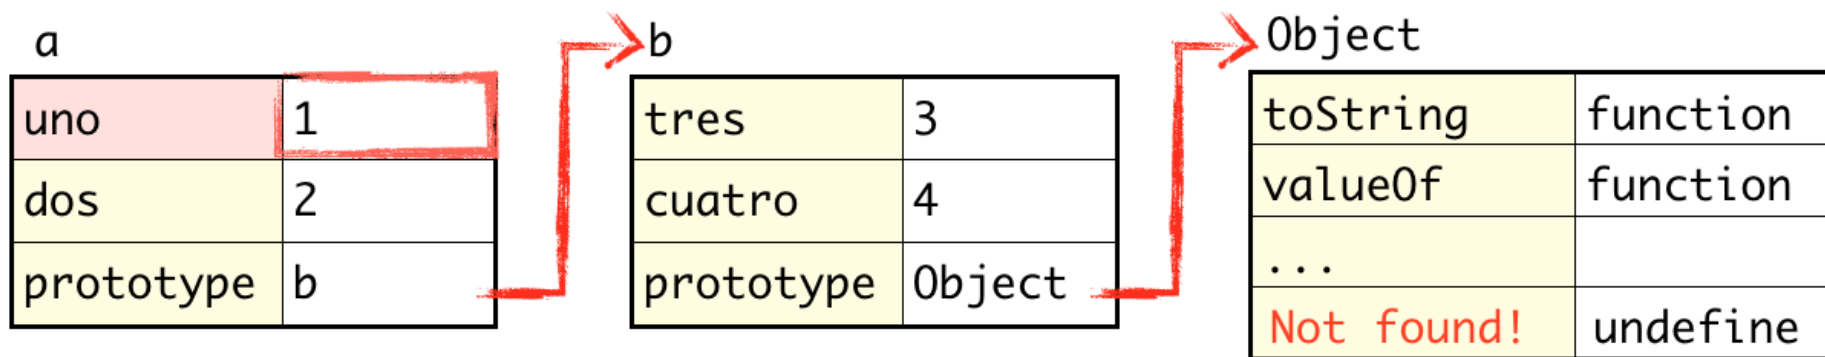 a
uno 1
dos 2
prototype b
b
tres 3
cuatro 4
prototype Object
Object
toString function
valueOf function
...
Not found! undefine